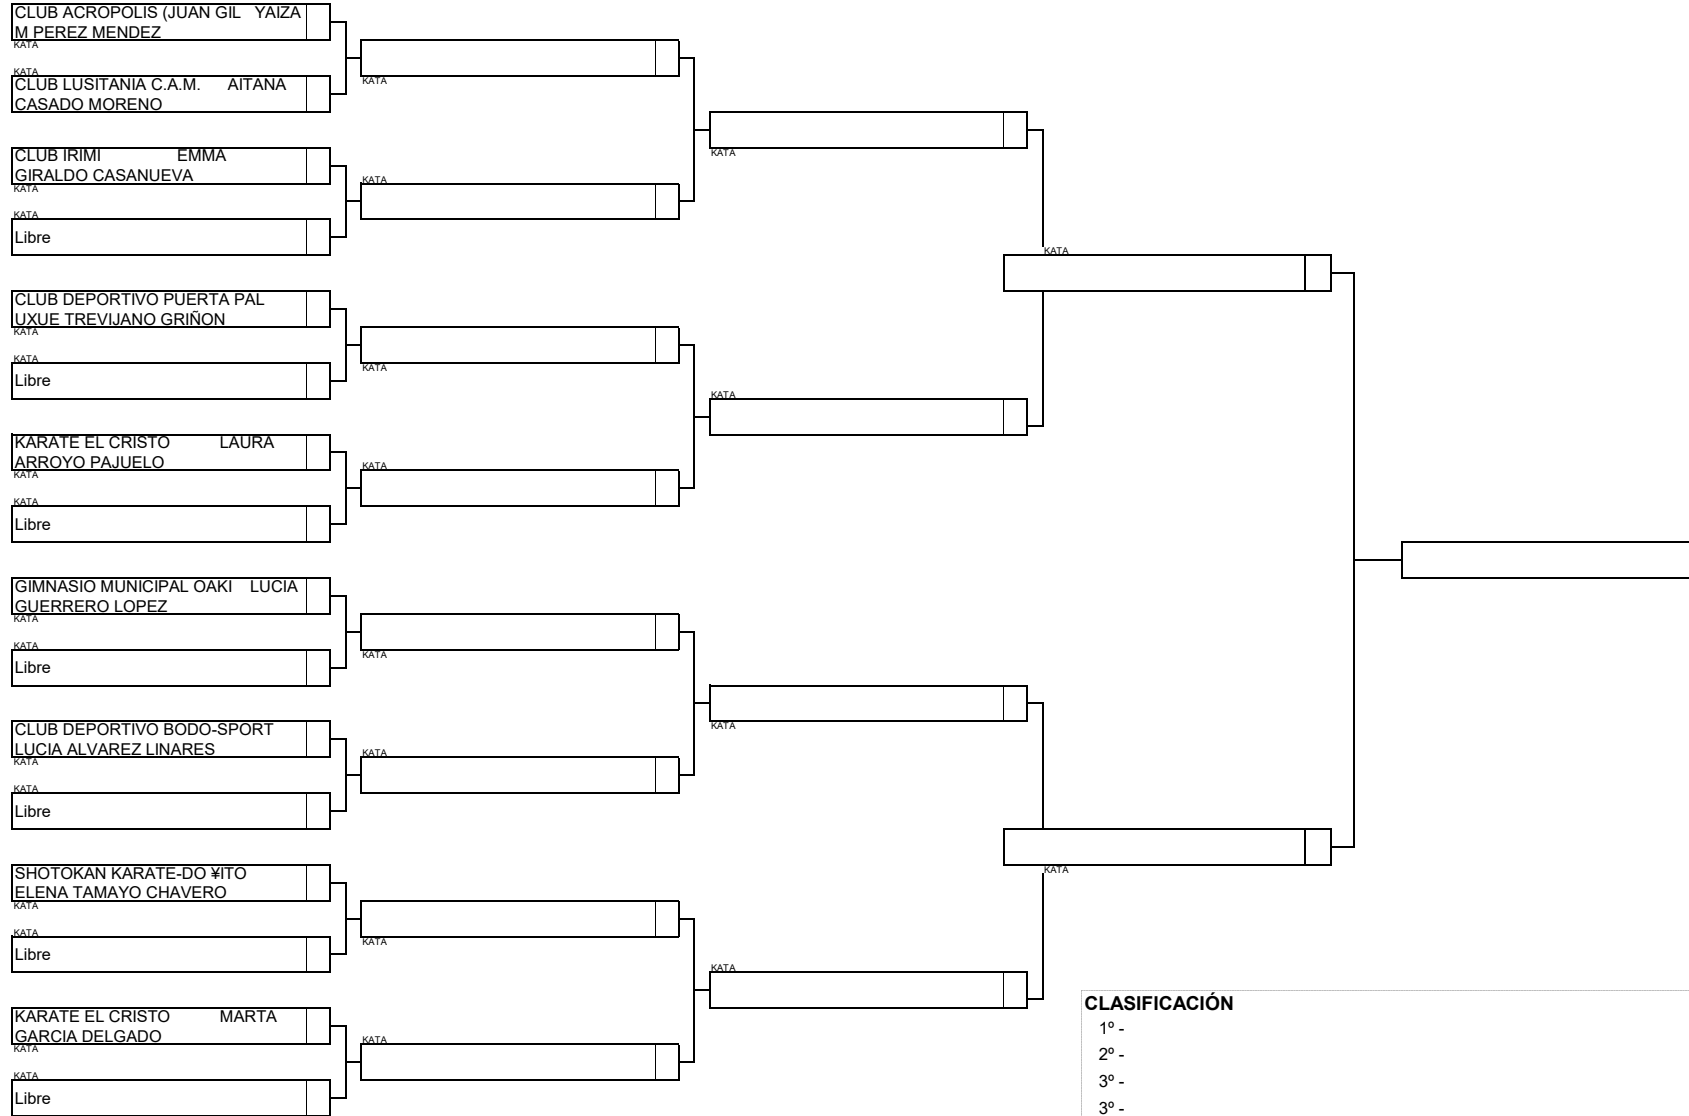 CLUB ACROPOLIS (JUAN GIL YAIZA
M PEREZ MENDEZ
KATA
KATA
CLUB LUSITANIA C.A.M. AITANA
CASADO MORENO
CLUB IRIMI EMMA
GIRALDO CASANUEVA
KATA
KATA
Libre
CLUB DEPORTIVO PUERTA PAL
UXUE TREVIJANO GRIÑON
KATA
KATA
Libre
KARATE EL CRISTO LAURA
ARROYO PAJUELO
KATA
KATA
Libre
GIMNASIO MUNICIPAL OAKI LUCIA
GUERRERO LOPEZ
KATA
KATA
Libre
CLUB DEPORTIVO BODO-SPORT
LUCIA ALVAREZ LINARES
KATA
KATA
Libre
SHOTOKAN KARATE-DO ¥ITO
ELENA TAMAYO CHAVERO
KATA
KATA
Libre
KARATE EL CRISTO MARTA
GARCIA DELGADO
KATA
KATA
Libre
KATA
KATA
KATA
KATA
KATA
KATA
KATA
KATA
KATA
KATA
KATA
KATA
KATA
KATA
CLASIFICACIÓN
1º -
2º -
3º -
3º -